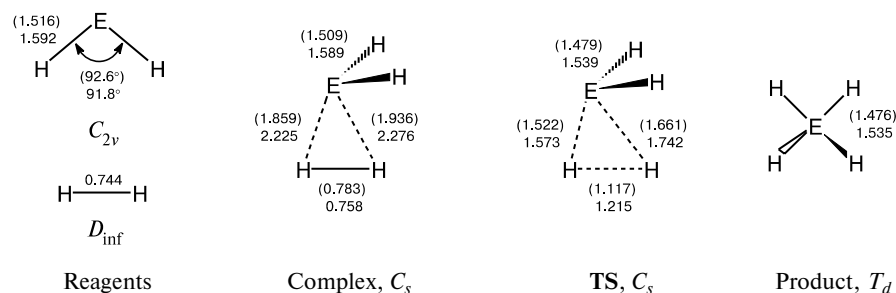 (1.516)
1.592
E
H
H
(92.6°)
91.8°
C2v
0.744
H
H
Dinf
Reagents
(1.509)
1.589
H
H
E
(1.859)
2.225
(1.936)
2.276
H
H
(0.783)
0.758
Complex, Cs
(1.479)
1.539
H
H
E
(1.522)
1.573
(1.661)
1.742
H
H
(1.117)
1.215
TS, Cs
H
H
E
(1.476)
1.535
H
H
Product, Td